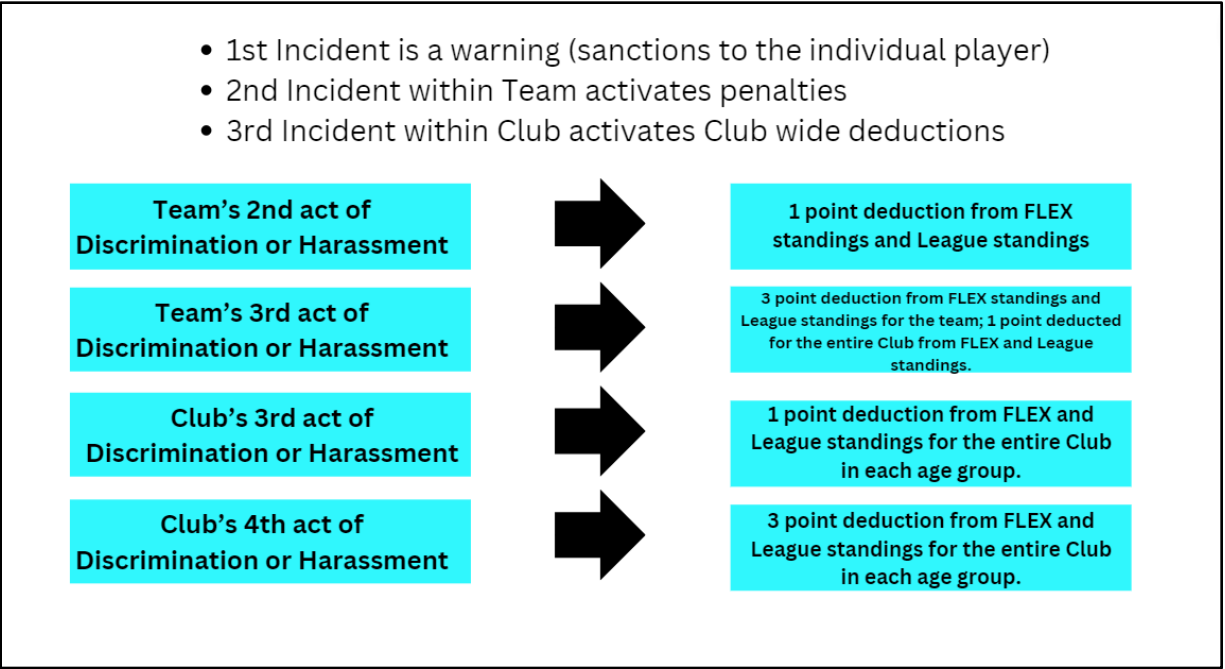 • 1st Incident is a warning (sanctions to the individual player)
• 2nd Incident within Team activates penalties
• 3rd Incident within Club activates Club wide deductions
Team's 2nd act of
Discrimination or Harassment
1 point deduction from FLEX
standings and League standings
Team's 3rd act of
Discrimination or Harassment
3 point deduction from FLEX standings and
League standings for the team; 1 point deducted
for the entire Club from FLEX and League
standings.
Club's 3rd act of
Discrimination or Harassment
1 point deduction from FLEX and
League standings for the entire Club
in each age group.
Club's 4th act of
Discrimination or Harassment
3 point deduction from FLEX and
League standings for the entire Club
in each age group.